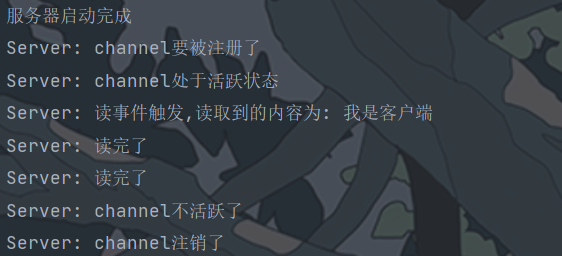 服务器启动完成
Server: channel要被注册了
Server: channel处于活跃状态
Server: 读事件触发,读取到的内容为: 我是客户端
Server: 读完了
Server: 读完了
Server: channel不活跃了
Server: channel注销了